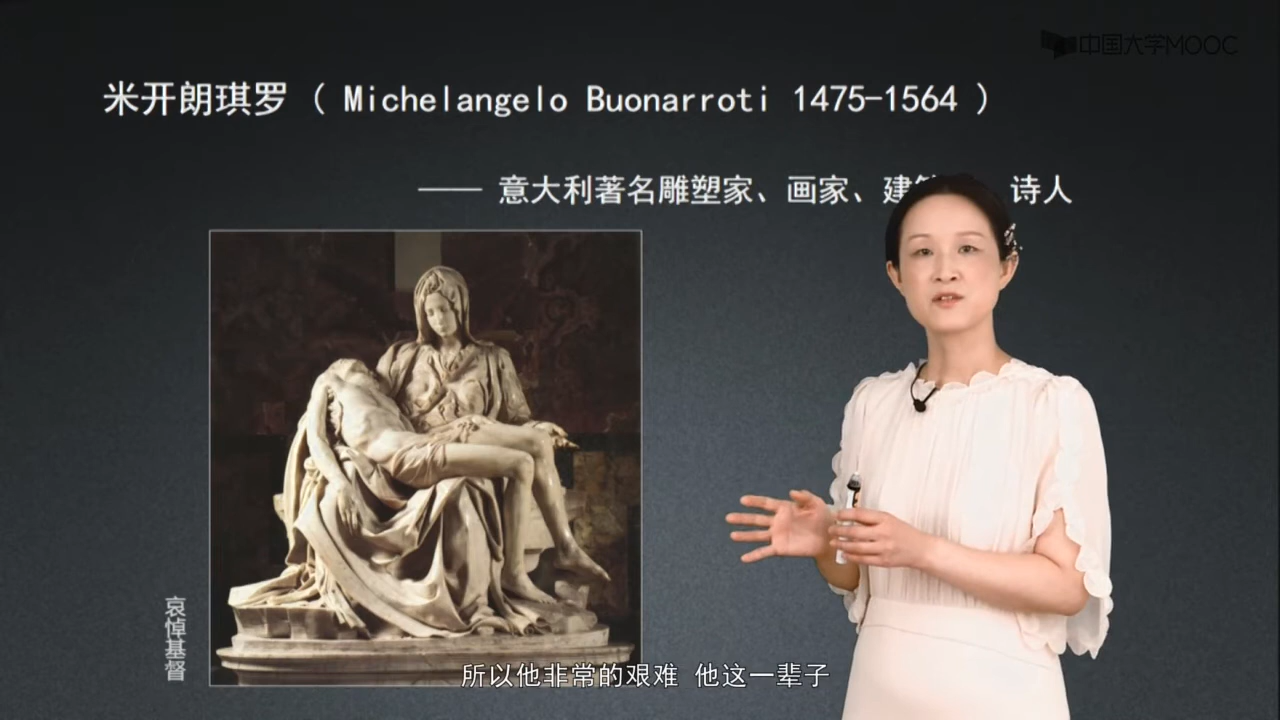 中国大学MOOC
米开朗琪罗 ( Michelangelo Buonarroti 1475-1564 )
—— 意大利著名雕塑家、画家、建 诗人
哀悼基督
所以他非常的艰难 他这一辈子